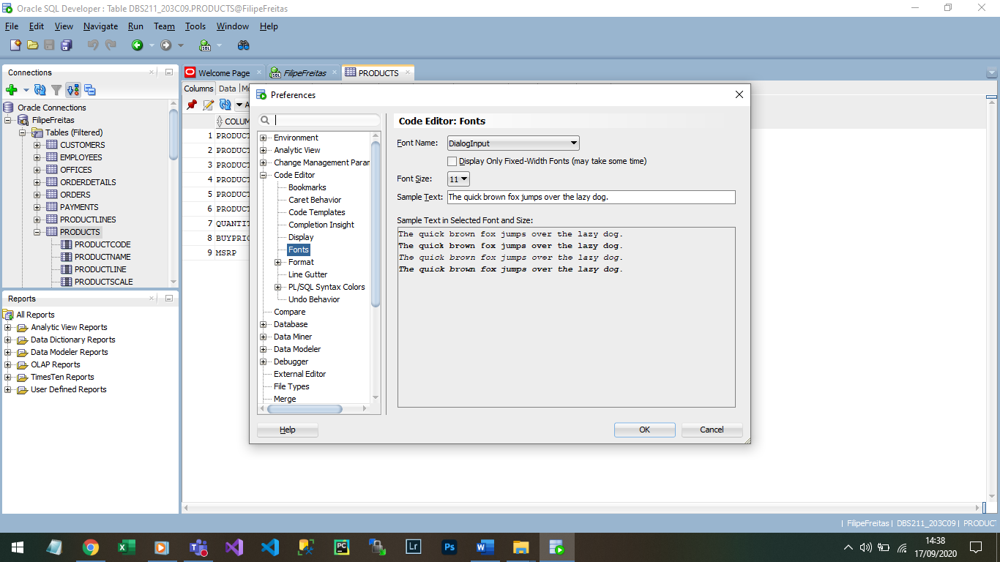 Oracle SQL Developer : Table DBS211_203C09.PRODUCTS@FilipeFreitas
File Edit View Navigate Run Team Tools Window Help
Connections
Oracle Connections
FilipeFreitas
Tables (Filtered)
CUSTOMERS
EMPLOYEES
OFFICES
ORDERDETAILS
ORDERS
PAYMENTS
PRODUCTLINES
PRODUCTS
PRODUCTCODE
PRODUCTNAME
PRODUCTLINE
PRODUCTSCALE
Reports
All Reports
Analytic View Reports
Data Dictionary Reports
Data Modeler Reports
OLAP Reports
TimesTen Reports
User Defined Reports
Welcome Page FilipeFreitas PRODUCTS
Columns Data Mo
A
COLUM
1 PRODUCT
2 PRODUCT
3 PRODUCT
4 PRODUCT
5 PRODUCT
6 PRODUCT
7 QUANTIT
8 BUYPRIC
9 MSRP
Preferences
Environment
Analytic View
Change Management Parar
Code Editor
Bookmarks
Caret Behavior
Code Templates
Completion Insight
Display
Fonts
Format
Line Gutter
PL/SQL Syntax Colors
Undo Behavior
Compare
Database
Data Miner
Data Modeler
Debugger
External Editor
File Types
Merge
Code Editor: Fonts
Font Name: DialogInput
Display Only Fixed-Width Fonts (may take some time)
Font Size: 11
Sample Text: The quick brown fox jumps over the lazy dog.
Sample Text in Selected Font and Size:
The quick brown fox jumps over the lazy dog.
The quick brown fox jumps over the lazy dog.
The quick brown fox jumps over the lazy dog.
The quick brown fox jumps over the lazy dog.
Help OK Cancel
| FilipeFreitas | DBS211_203C09 | PRODUCT
PC Lr Ps W
14:38
17/09/2020